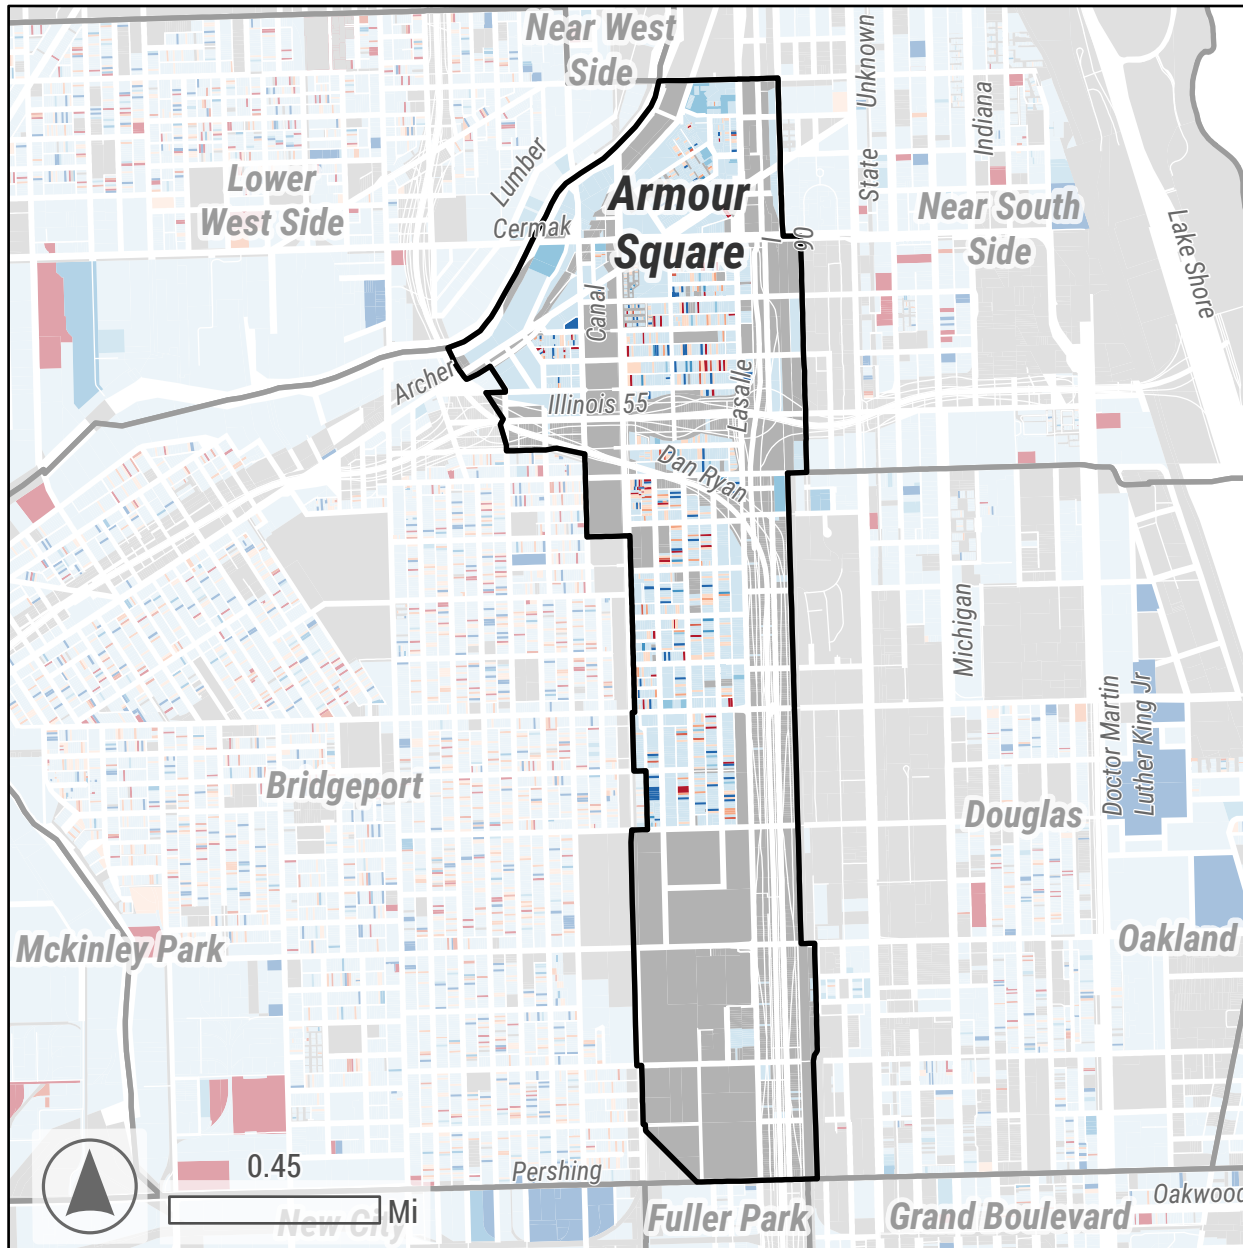 Near West
Side
Unknown
Indiana
Lumber
Lower
West Side
State
Armour
Square
Near South
Side
Cermak
I - 90
Lake Shore
Canal
Archer
Lasalle
Illinois 55
Dan Ryan
Michigan
Doctor Martin
Luther King Jr
Bridgeport
Douglas
Mckinley Park
Oakland
0.45
Mi
Pershing
Oakwood
New City
Fuller Park
Grand Boulevard